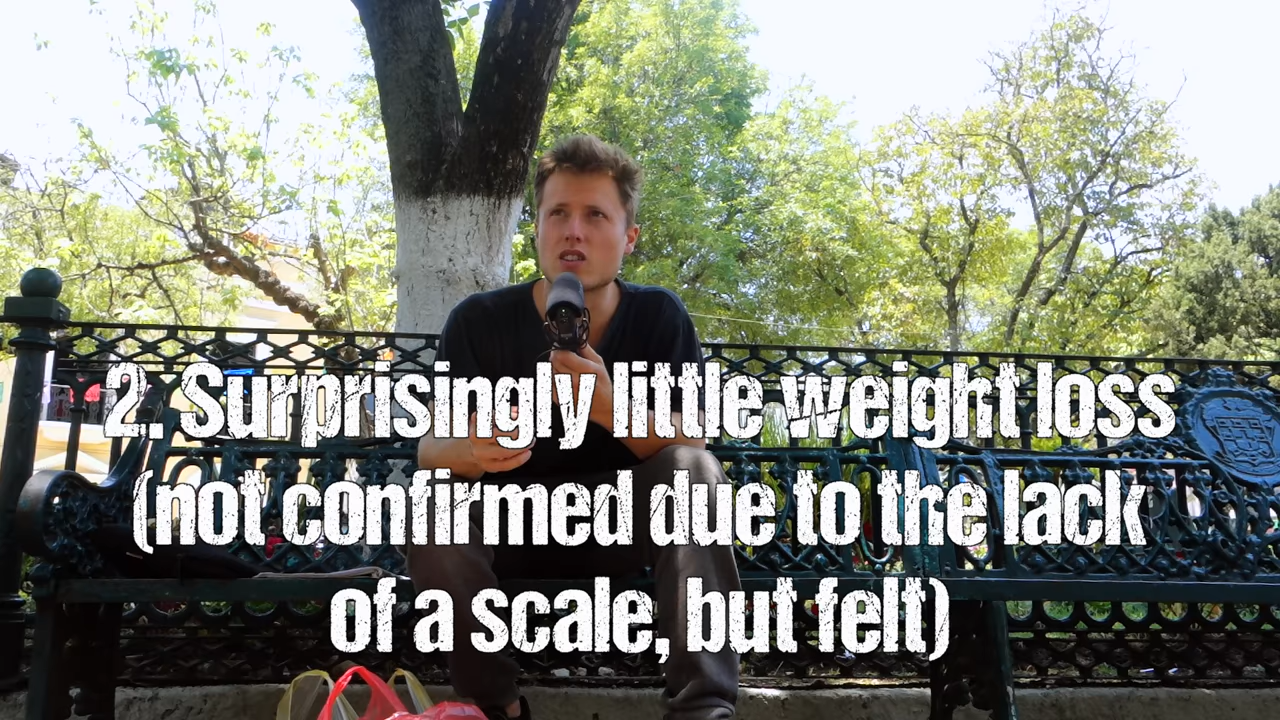 2. Surprisingly little weight loss
(not confirmed due to the lack
of a scale, but felt)